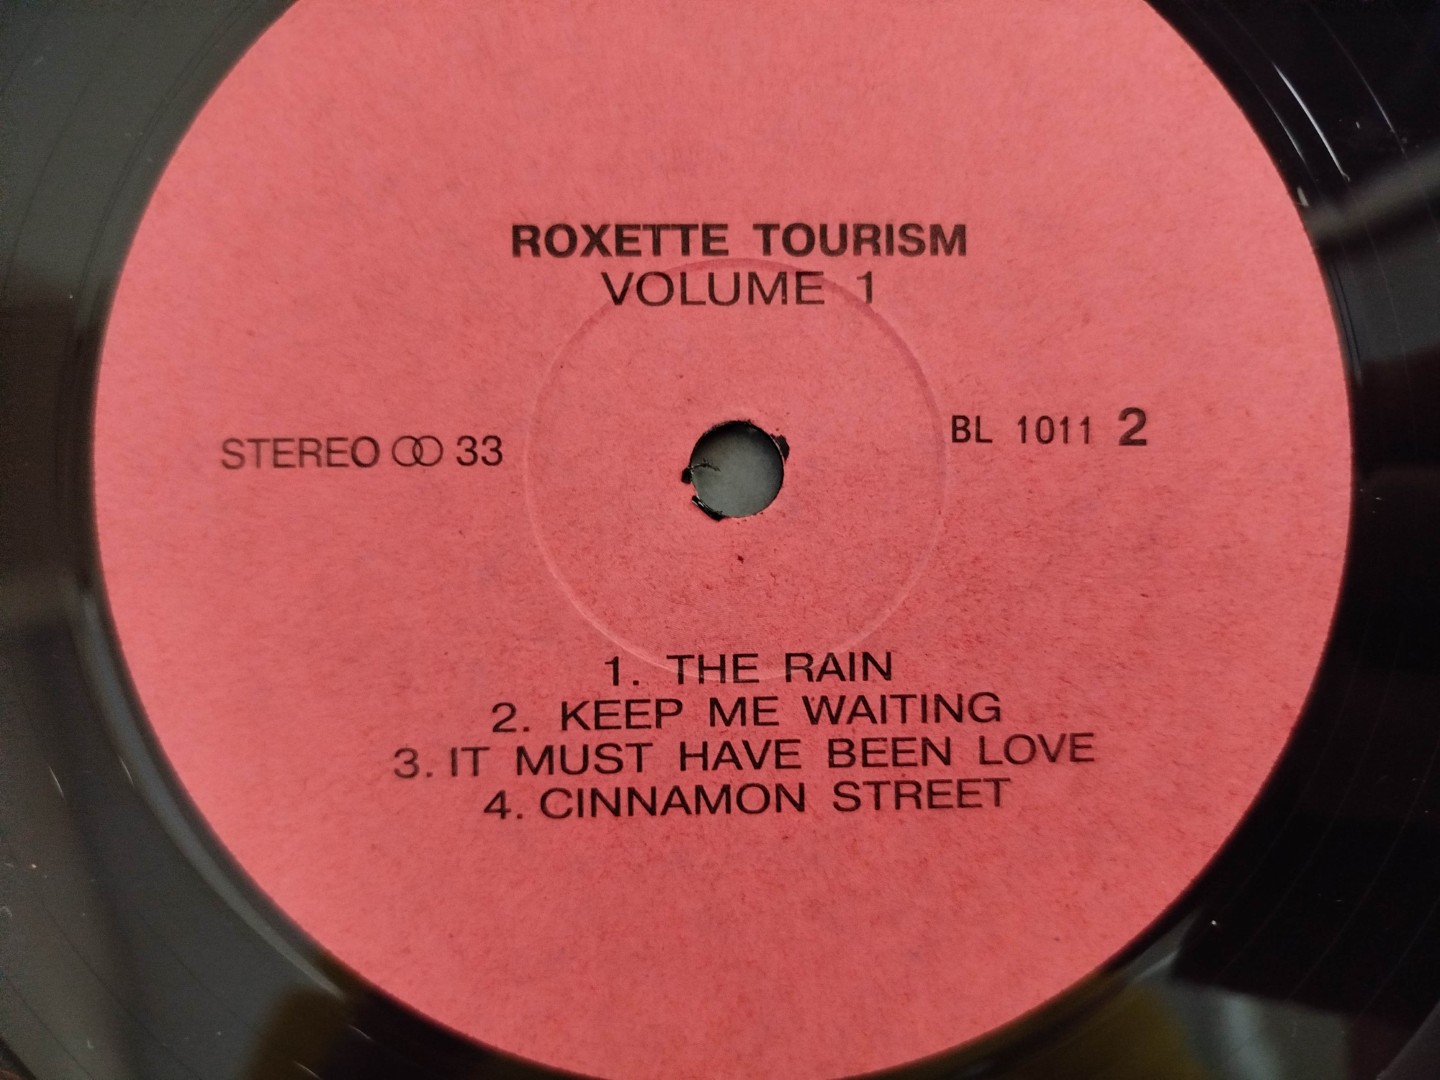 ROXETTE TOURISM
VOLUME 1
STEREO ꝏ 33
BL 1011 2
1. THE RAIN
2. KEEP ME WAITING
3. IT MUST HAVE BEEN LOVE
4. CINNAMON STREET